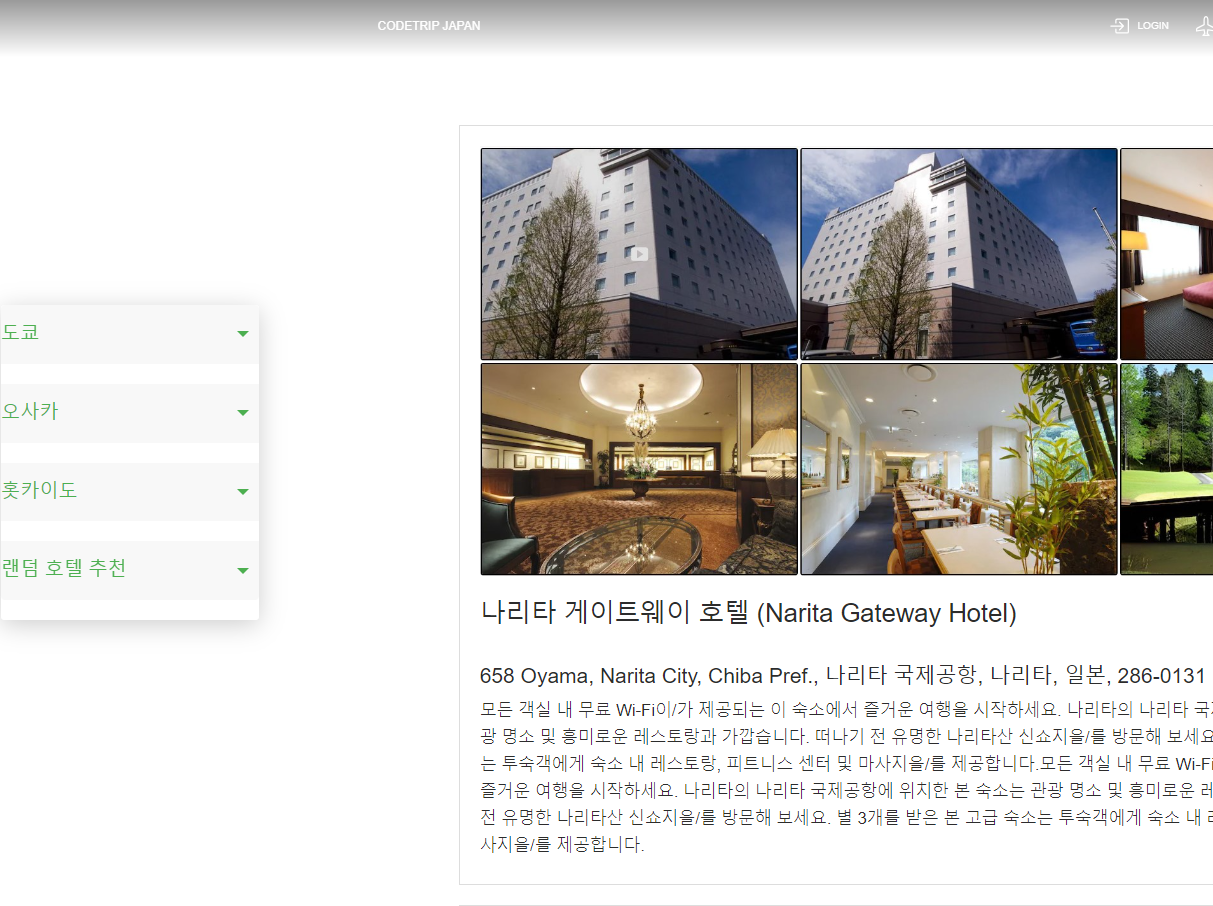 CODETRIP JAPAN
LOGIN
도쿄
오사카
홋카이도
랜덤 호텔 추천
나리타 게이트웨이 호텔 (Narita Gateway Hotel)
658 Oyama, Narita City, Chiba Pref., 나리타 국제공항, 나리타, 일본, 286-0131
모든 객실 내 무료 Wi-Fi이/가 제공되는 이 숙소에서 즐거운 여행을 시작하세요. 나리타의 나리타
광 명소 및 흥미로운 레스토랑과 가깝습니다. 떠나기 전 유명한 나리타산 신쇼지을/를 방문해 보세요
는 투숙객에게 숙소 내 레스토랑, 피트니스 센터 및 마사지을/를 제공합니다.모든 객실 내 무료 Wi-Fi
즐거운 여행을 시작하세요. 나리타의 나리타 국제공항에 위치한 본 숙소는 관광 명소 및 흥미로운
전 유명한 나리타산 신쇼지을/를 방문해 보세요. 별 3개를 받은 본 고급 숙소는 투숙객에게 숙소 내
사지을/를 제공합니다.